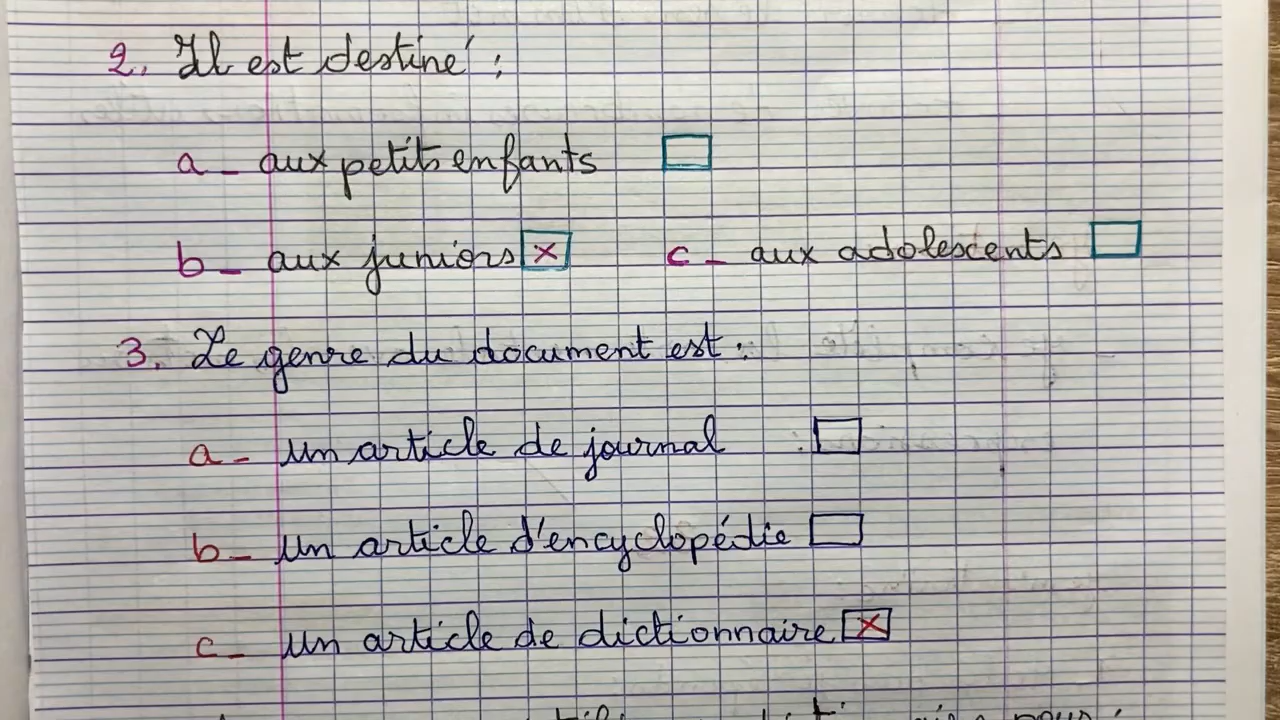 2. Il est destiné :
a - aux petits enfants
b - aux juniors x c - aux adolescents
3. Le genre du document est :
a - un article de journal
b - un article d'encyclopédie
c - un article de dictionnaire x